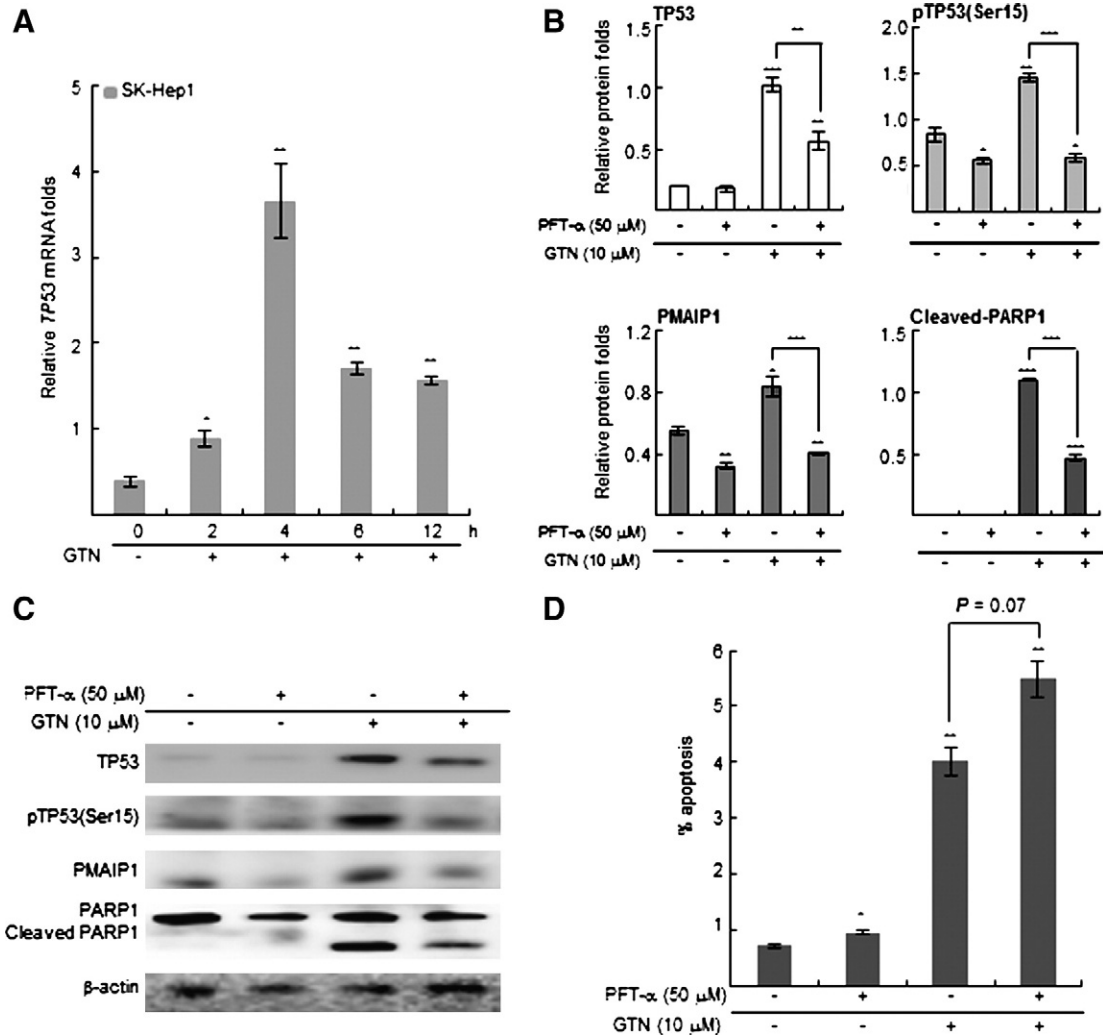 A
SK-Hep1
Relative TP53 mRNA folds
5
4
3
2
1
0 2 4 6 12 h
GTN - + + + +
B
TP53
Relative protein folds
1.5
1.0
0.5
PFT-α (50 μM) - + - +
GTN (10 μM) - - + +
pTP53(Ser15)
2.0
1.5
1.0
0.5
- + - +
- - + +
PMAIP1
Relative protein folds
1.2
0.8
0.4
PFT-α (50 μM) - + - +
GTN (10 μM) - - + +
Cleaved-PARP1
1.5
1.0
0.5
- + - +
- - + +
C
PFT-α (50 μM) - + - +
GTN (10 μM) - - + +
TP53
pTP53(Ser15)
PMAIP1
PARP1
Cleaved PARP1
β-actin
D
P = 0.07
% apoptosis
6
5
4
3
2
1
PFT-α (50 μM) - + - +
GTN (10 μM) - - + +